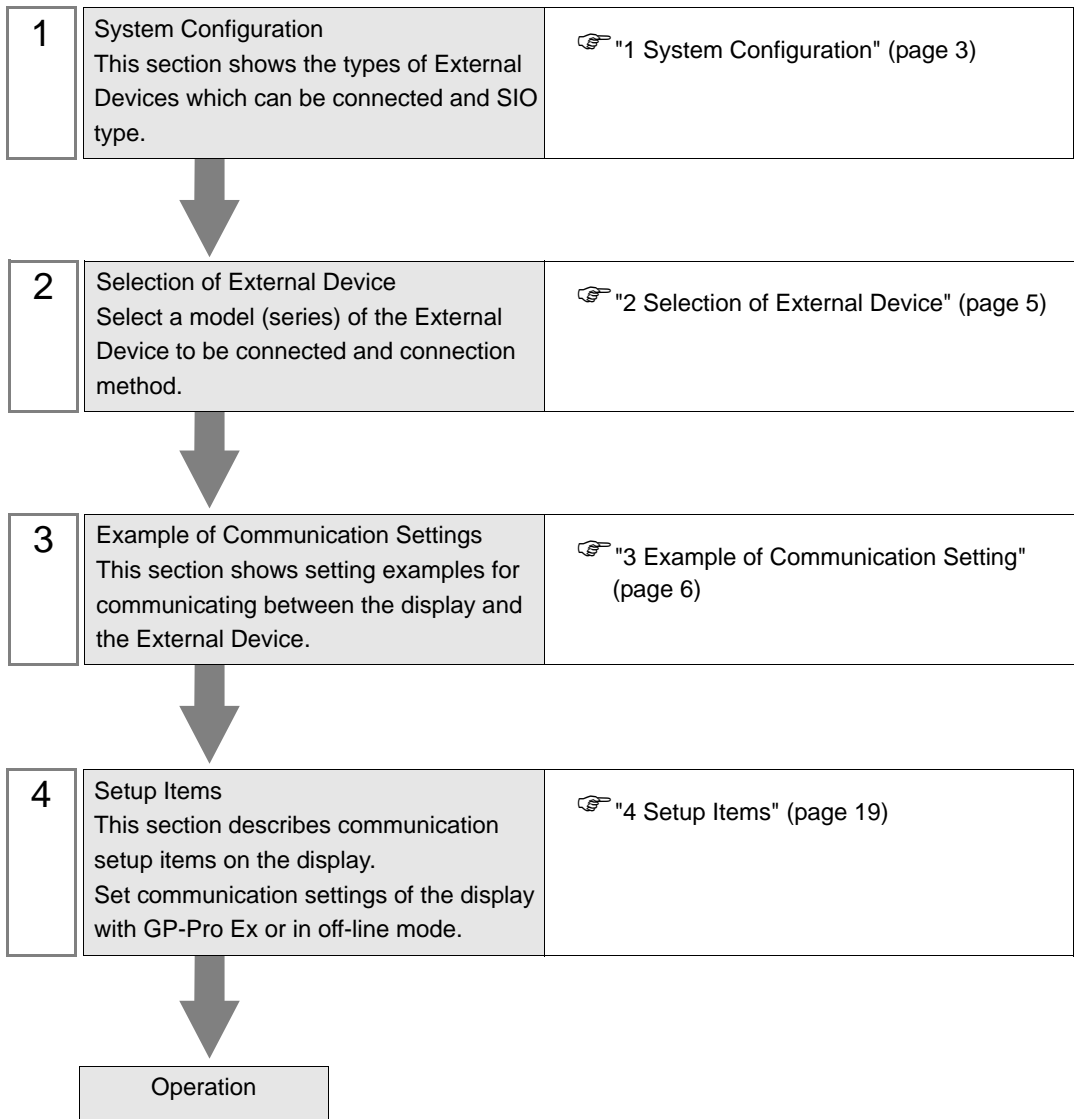 1
System Configuration
This section shows the types of External
Devices which can be connected and SIO
type.
"1 System Configuration" (page 3)
2
Selection of External Device
Select a model (series) of the External
Device to be connected and connection
method.
"2 Selection of External Device" (page 5)
3
Example of Communication Settings
This section shows setting examples for
communicating between the display and
the External Device.
"3 Example of Communication Setting"
(page 6)
4
Setup Items
This section describes communication
setup items on the display.
Set communication settings of the display
with GP-Pro Ex or in off-line mode.
"4 Setup Items" (page 19)
Operation